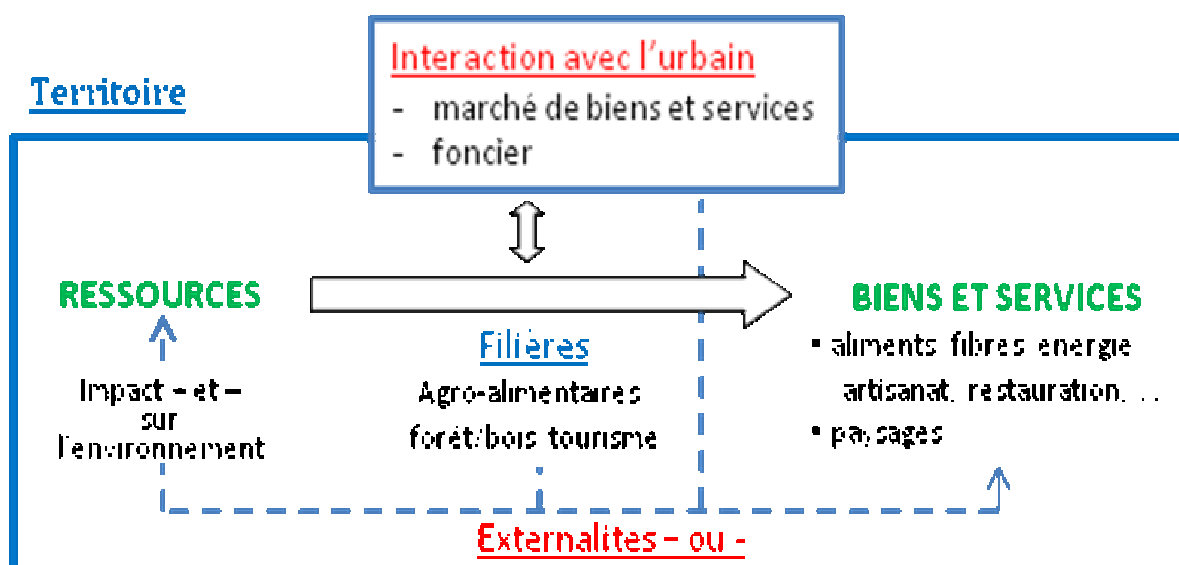 Interaction avec l'urbain
- marché de biens et services
- foncier
Territoire
RESSOURCES
BIENS ET SERVICES
Filières
Agro-alimentaires
forêt/bois tourisme
▪ aliments fibres energie
artisanat, restauration, ...
▪ paysages
Impact – et –
sur
l'environnement
Externalites – ou -